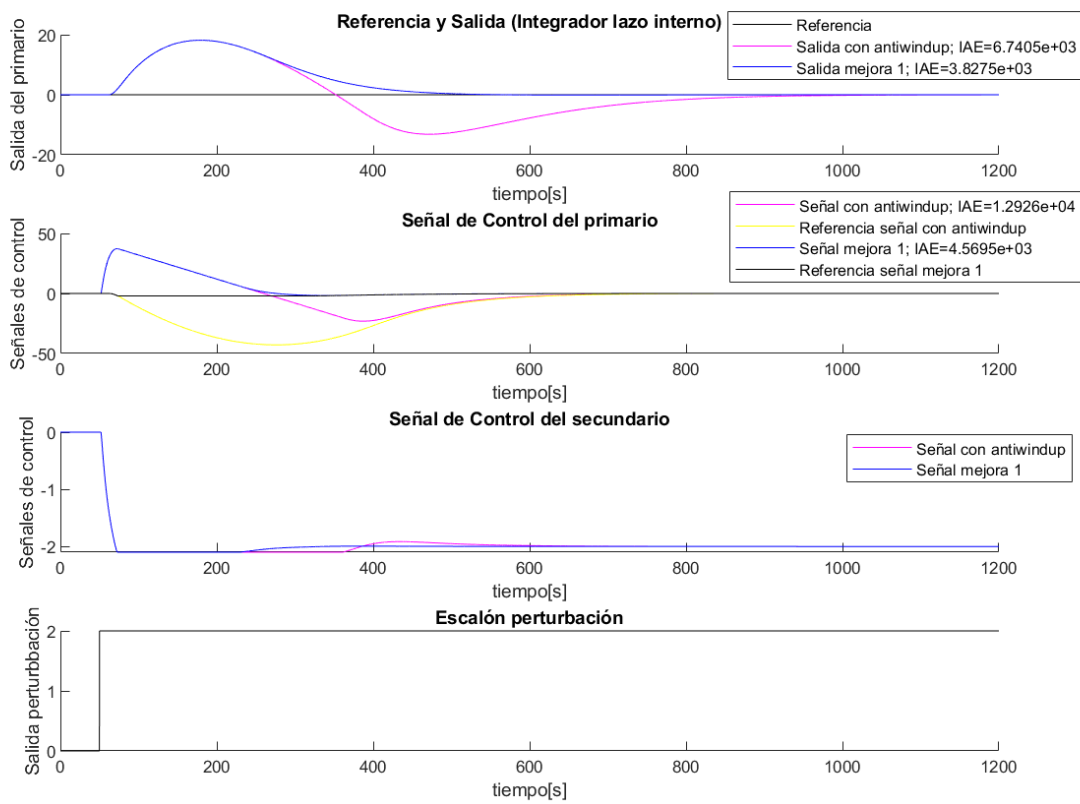 Referencia y Salida (Integrador lazo interno)
Referencia
Salida con antiwindup; IAE=6.7405e+03
Salida mejora 1; IAE=3.8275e+03
Salida del primario
20
0
-20
0 200 400 600 800 1000 1200
tiempo[s]
Señal de Control del primario
Señal con antiwindup; IAE=1.2926e+04
Referencia señal con antiwindup
Señal mejora 1; IAE=4.5695e+03
Referencia señal mejora 1
Señales de control
50
0
-50
0 200 400 600 800 1000 1200
tiempo[s]
Señal de Control del secundario
Señal con antiwindup
Señal mejora 1
Señales de control
0
-1
-2
0 200 400 600 800 1000 1200
tiempo[s]
Escalón perturbación
Salida perturbbación
2
1
0
0 200 400 600 800 1000 1200
tiempo[s]